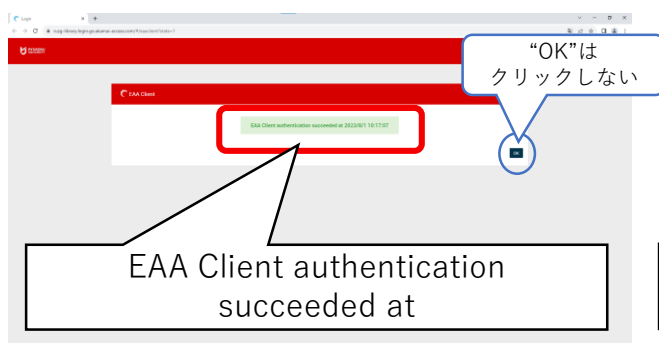 Login
"OK"は
クリックしない
EAA Client
EAA Client authentication succeeded at 2023/8/1 10:17:07
OK
EAA Client authentication
succeeded at